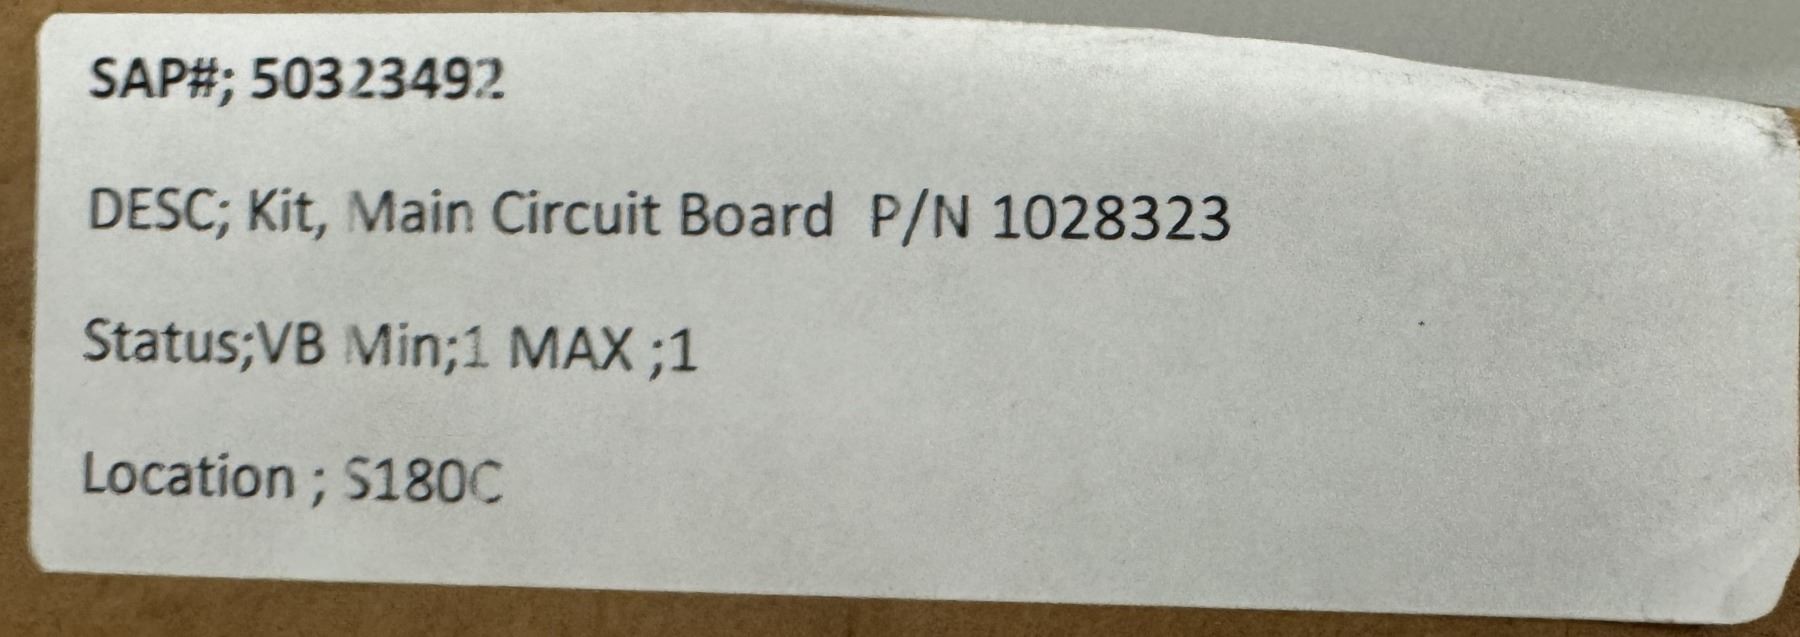 SAP#; 50323492
DESC; Kit, Main Circuit Board P/N 1028323
Status;VB Min;1 MAX ;1
Location ; S180C